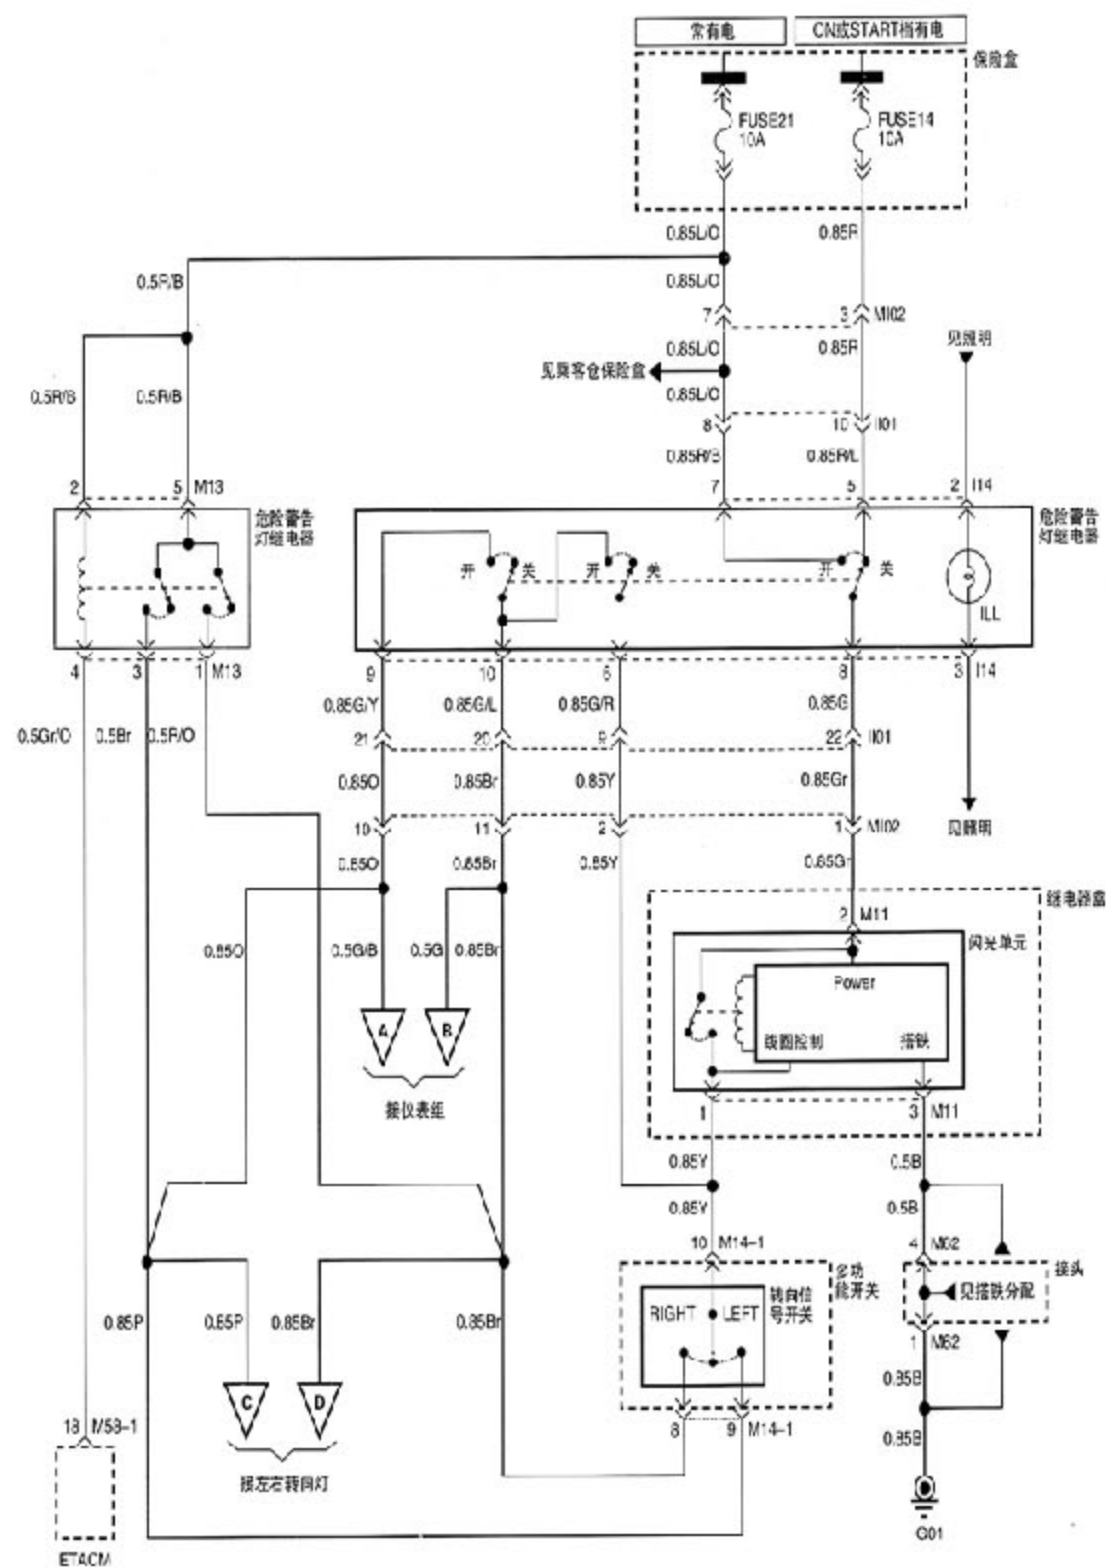 常有电
CN或START档有电
保险盒
FUSE21
10A
FUSE14
10A
0.85L/O
0.85R
0.5R/B
0.85L/O
7
3
MI02
0.85L/O
0.85R
见照明
见乘客仓保险盒
0.5R/B
0.5R/B
0.85L/O
8
10
I01
0.85R/B
0.85R/L
2
5
M13
7
5
2
I14
危险警告
灯继电器
危险警告
灯继电器
开
关
开
关
开
关
ILL
4
3
1
M13
9
10
6
8
3
I14
0.85G/Y
0.85G/L
0.85G/R
0.85G
0.5Gr/O
0.5Br
0.5R/O
21
20
9
22
I01
0.85O
0.85Br
0.85Y
0.85Gr
10
11
2
1
MI02
见照明
0.85O
0.85Br
0.85Y
0.85Gr
继电器盒
2
M11
闪光单元
0.85O
0.5G/B
0.5G
0.85Br
Power
A
B
线圈控制
搭铁
接仪表组
1
3
M11
0.85Y
0.5B
0.85Y
0.5B
10
M14-1
4
M62
多功
能开关
接头
转向信
号开关
RIGHT
LEFT
见搭铁分配
0.85P
0.85P
0.85Br
0.85Br
1
M62
0.85B
C
D
18
M58-1
8
9
M14-1
0.85B
接左右转向灯
G01
ETACM